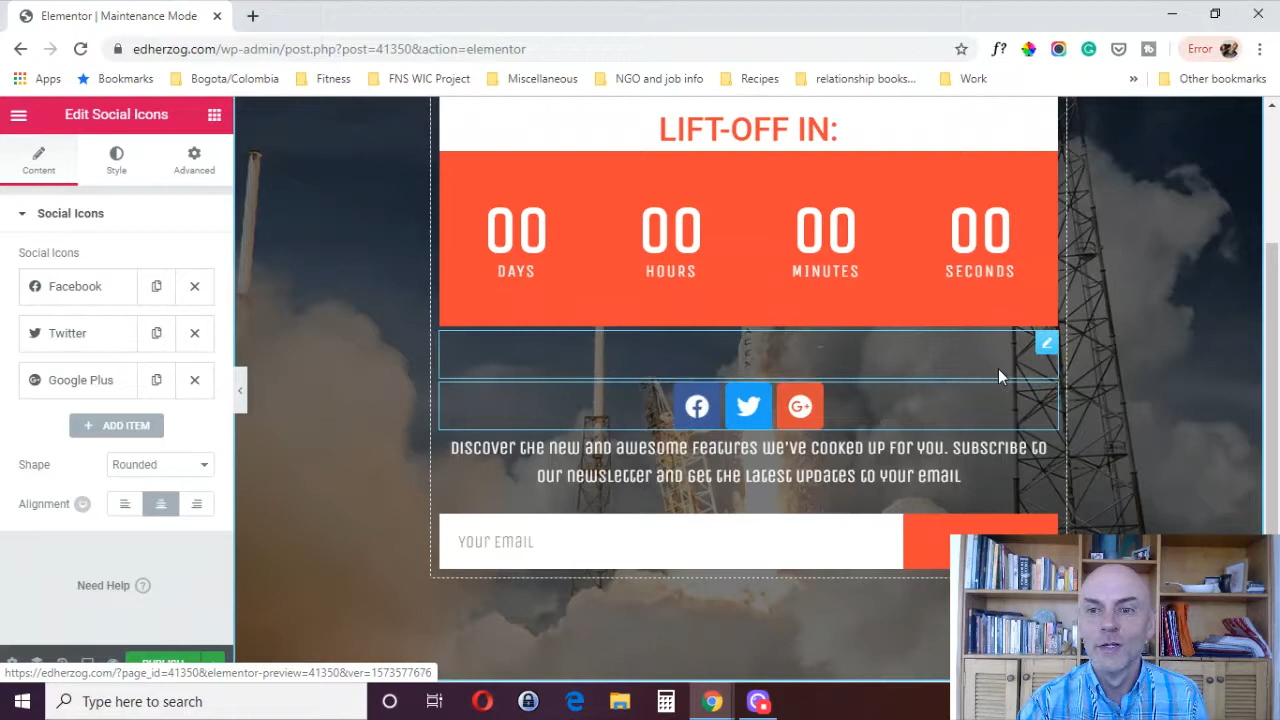 Elementor | Maintenance Mode
edherzog.com/wp-admin/post.php?post=41350&action=elementor
f?
Error
Apps
Bookmarks
Bogota/Colombia
Fitness
FNS WIC Project
Miscellaneous
NGO and job info
Recipes
relationship books...
Work
Other bookmarks
Edit Social Icons
Content
Style
Advanced
Social Icons
Social Icons
Facebook
Twitter
Google Plus
ADD ITEM
Shape
Rounded
Alignment
Need Help
LIFT-OFF IN:
00 00 00 00
DAYS HOURS MINUTES SECONDS
Discover the new and awesome features we've cooked up for you. Subscribe to
our newsletter and get the latest updates to your email
Your Email
https://edherzog.com/?page_id=41350&elementor-preview=41350&ver=1573577676
Type here to search